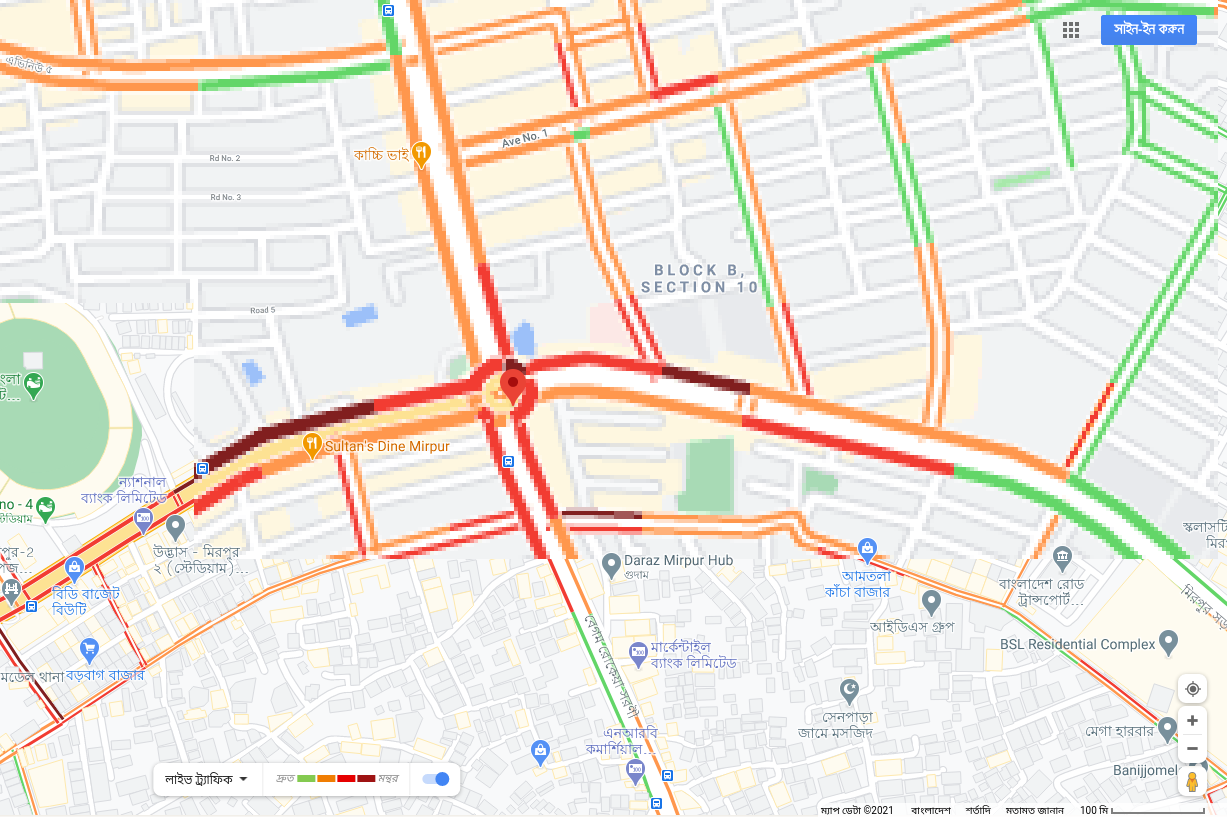 এভিনিউ ৫
সাইন-ইন করুন
Ave No. 1
কাচ্চি ভাই
Rd No. 2
Rd No. 3
BLOCK B,
SECTION 10
Road 5
Sultan's Dine Mirpur
ন্যাশনাল
ব্যাংক লিমিটেড
no - 4
উদ্ভাস - মিরপুর
২ (স্টেডিয়াম)...
বিডি বাজেট
বিউটি
মডেল থানা
বড়বাগ বাজার
Daraz Mirpur Hub
গুদাম
আমতলা
কাঁচা বাজার
বাংলাদেশ রোড
ট্রান্সপোর্ট...
আইডিএস গ্রুপ
BSL Residential Complex
বেগম রোকেয়া সরণী
মার্কেন্টাইল
ব্যাংক লিমিটেড
সেনপাড়া
জামে মসজিদ
মেগা হারবার
এনআরবি
কমার্শিয়াল...
Banijjomel
লাইভ ট্র্যাফিক
দ্রুত
মন্থর
ম্যাপ ডেটা ©2021 বাংলাদেশ শর্তাদি মতামত জানান 100 মি